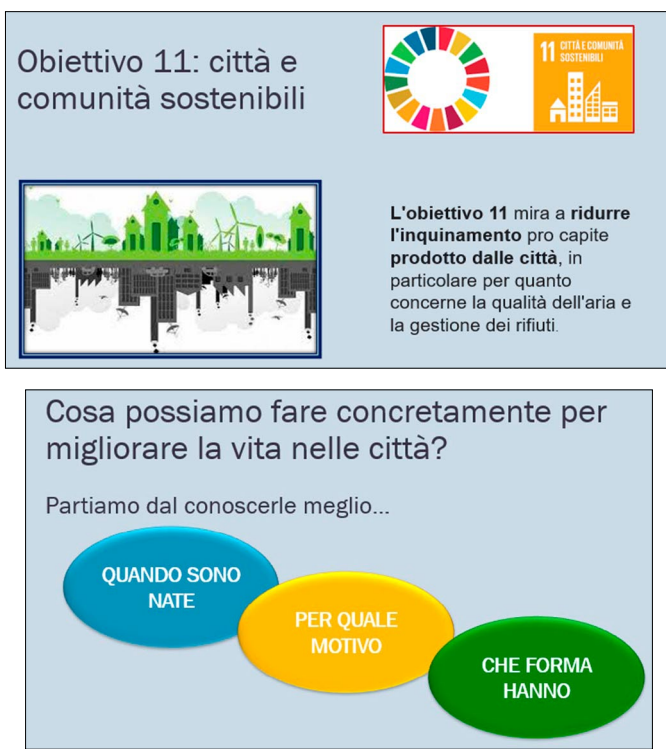 Obiettivo 11: città e
comunità sostenibili
11 CITTÀ E COMUNITÀ
SOSTENIBILI
L'obiettivo 11 mira a ridurre
l'inquinamento pro capite
prodotto dalle città, in
particolare per quanto
concerne la qualità dell'aria e
la gestione dei rifiuti.
Cosa possiamo fare concretamente per
migliorare la vita nelle città?
Partiamo dal conoscerle meglio...
QUANDO SONO
NATE
PER QUALE
MOTIVO
CHE FORMA
HANNO